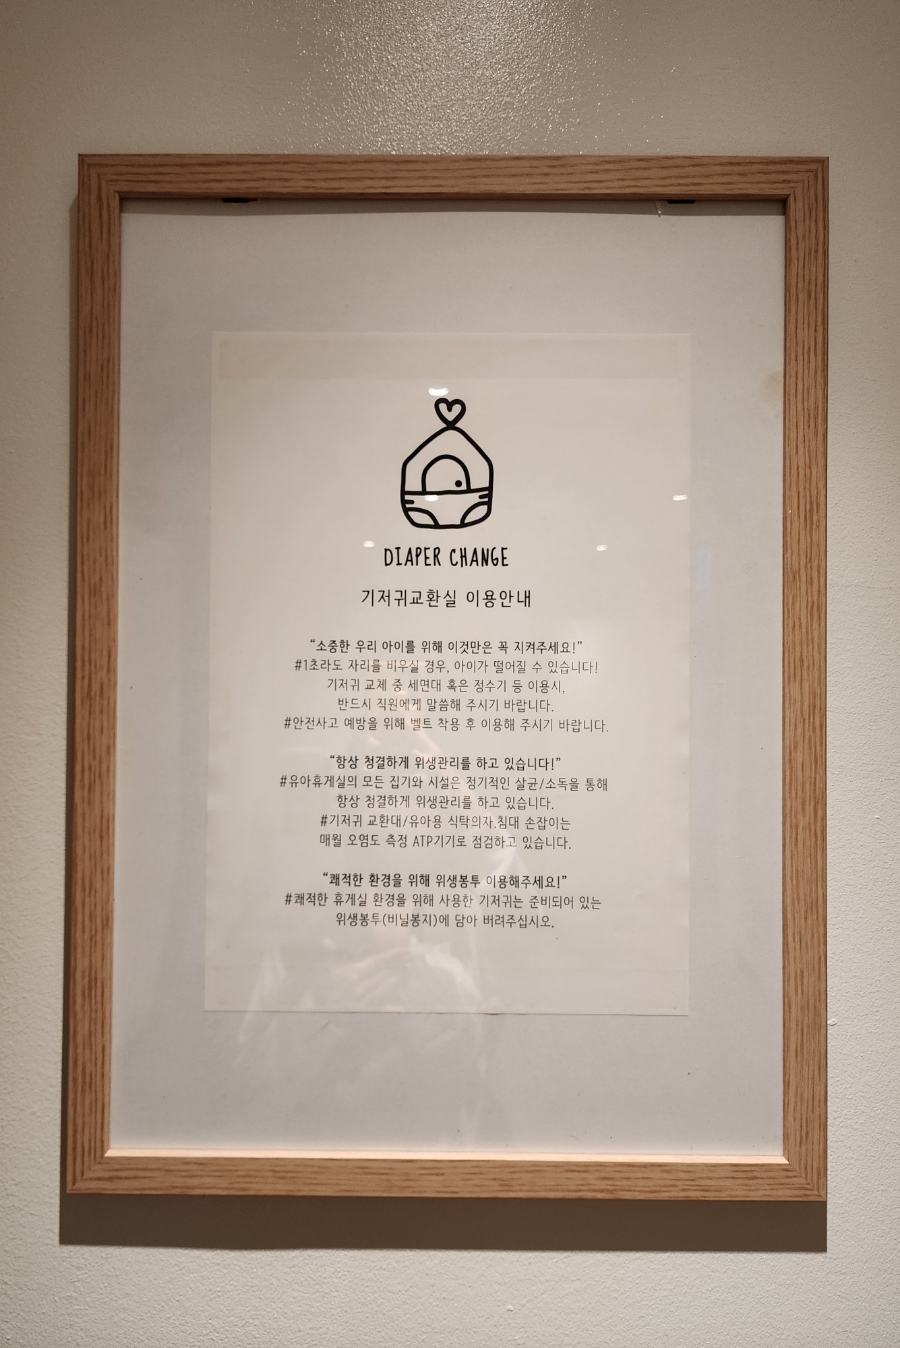 DIAPER CHANGE
기저귀교환실 이용안내
“소중한 우리 아이를 위해 이것만은 꼭 지켜주세요!”
#1초라도 자리를 비우실 경우, 아이가 떨어질 수 있습니다!
기저귀 교체 중 세면대 혹은 정수기 등 이용시,
반드시 직원에게 말씀해 주시기 바랍니다.
#안전사고 예방을 위해 벨트 착용 후 이용해 주시기 바랍니다.
“항상 청결하게 위생관리를 하고 있습니다!”
#유아휴게실의 모든 집기와 시설은 정기적인 살균/소독을 통해
항상 청결하게 위생관리를 하고 있습니다.
#기저귀 교환대/유아용 식탁의자,침대 손잡이는
매월 오염도 측정 ATP기기로 점검하고 있습니다.
“쾌적한 환경을 위해 위생봉투 이용해주세요!”
#쾌적한 휴게실 환경을 위해 사용한 기저귀는 준비되어 있는
위생봉투(비닐봉지)에 담아 버려주십시오.